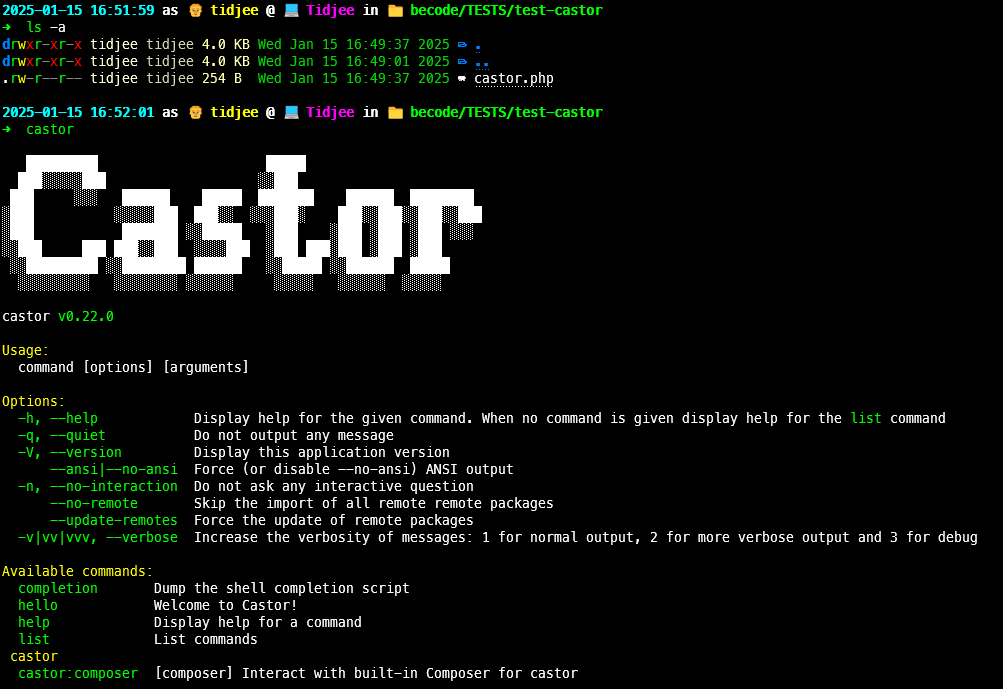 2025-01-15 16:51:59 as tidjee @ Tidjee in becode/TESTS/test-castor
→ ls -a
drwxr-xr-x tidjee tidjee 4.0 KB Wed Jan 15 16:49:37 2025 .
drwxr-xr-x tidjee tidjee 4.0 KB Wed Jan 15 16:49:01 2025 ..
.rw-r--r-- tidjee tidjee 254 B Wed Jan 15 16:49:37 2025 castor.php
2025-01-15 16:52:01 as tidjee @ Tidjee in becode/TESTS/test-castor
→ castor
Castor
castor v0.22.0
Usage:
command [options] [arguments]
Options:
-h, --help Display help for the given command. When no command is given display help for the list command
-q, --quiet Do not output any message
-V, --version Display this application version
--ansi|--no-ansi Force (or disable --no-ansi) ANSI output
-n, --no-interaction Do not ask any interactive question
--no-remote Skip the import of all remote remote packages
--update-remotes Force the update of remote packages
-v|vv|vvv, --verbose Increase the verbosity of messages: 1 for normal output, 2 for more verbose output and 3 for debug
Available commands:
completion Dump the shell completion script
hello Welcome to Castor!
help Display help for a command
list List commands
castor
castor:composer [composer] Interact with built-in Composer for castor